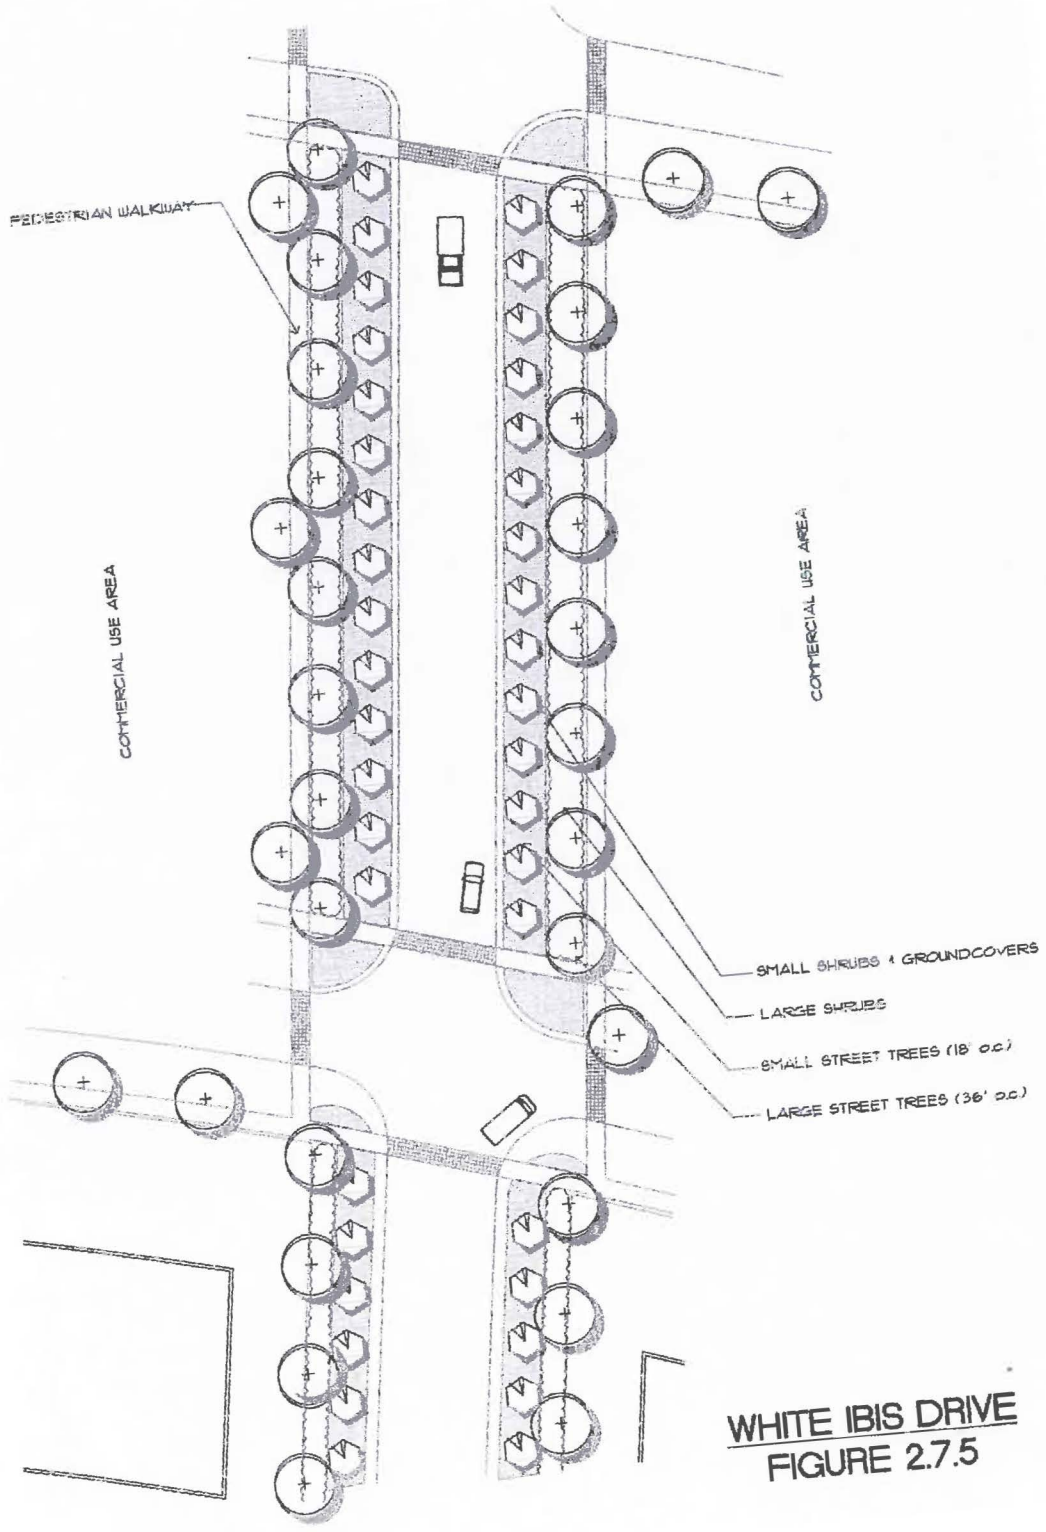 PEDESTRIAN WALKWAY
COMMERCIAL USE AREA
COMMERCIAL USE AREA
SMALL SHRUBS & GROUNDCOVERS
LARGE SHRUBS
SMALL STREET TREES (18' O.C.)
LARGE STREET TREES (36' O.C.)
WHITE IBIS DRIVE
FIGURE 2.7.5